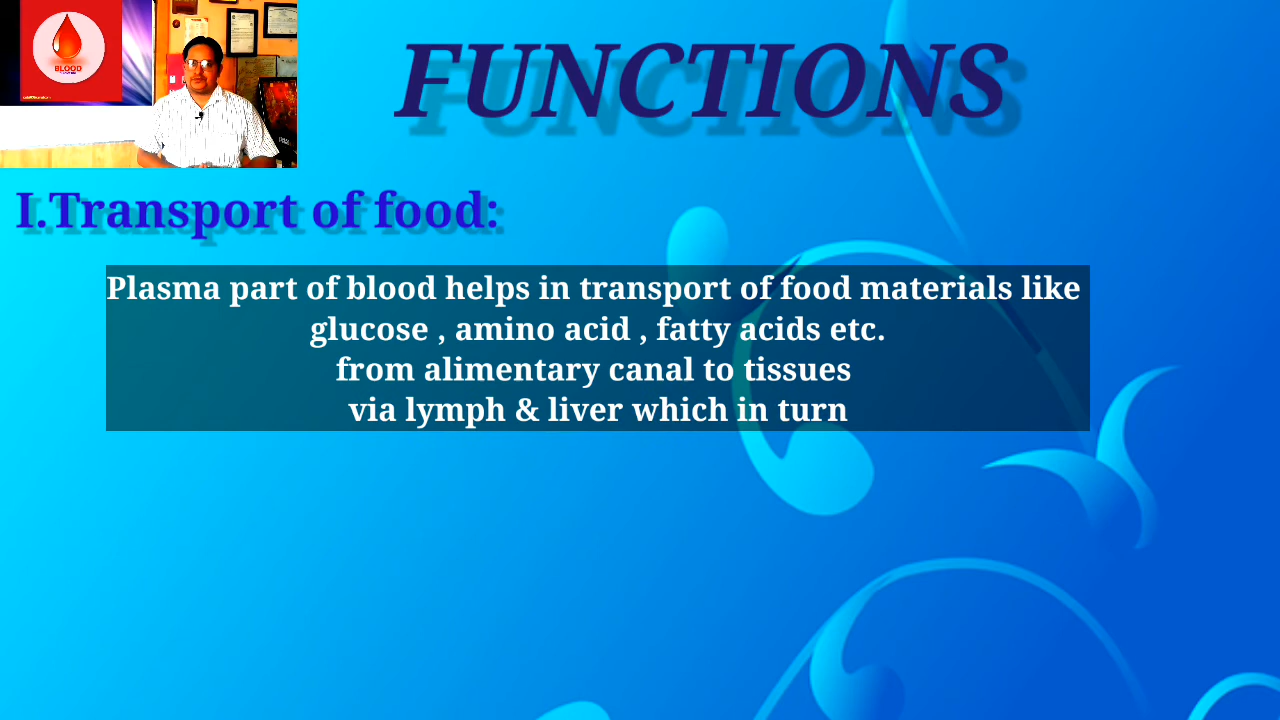 BLOOD
FUNCTIONS
I.Transport of food:
Plasma part of blood helps in transport of food materials like
glucose , amino acid , fatty acids etc.
from alimentary canal to tissues
via lymph & liver which in turn